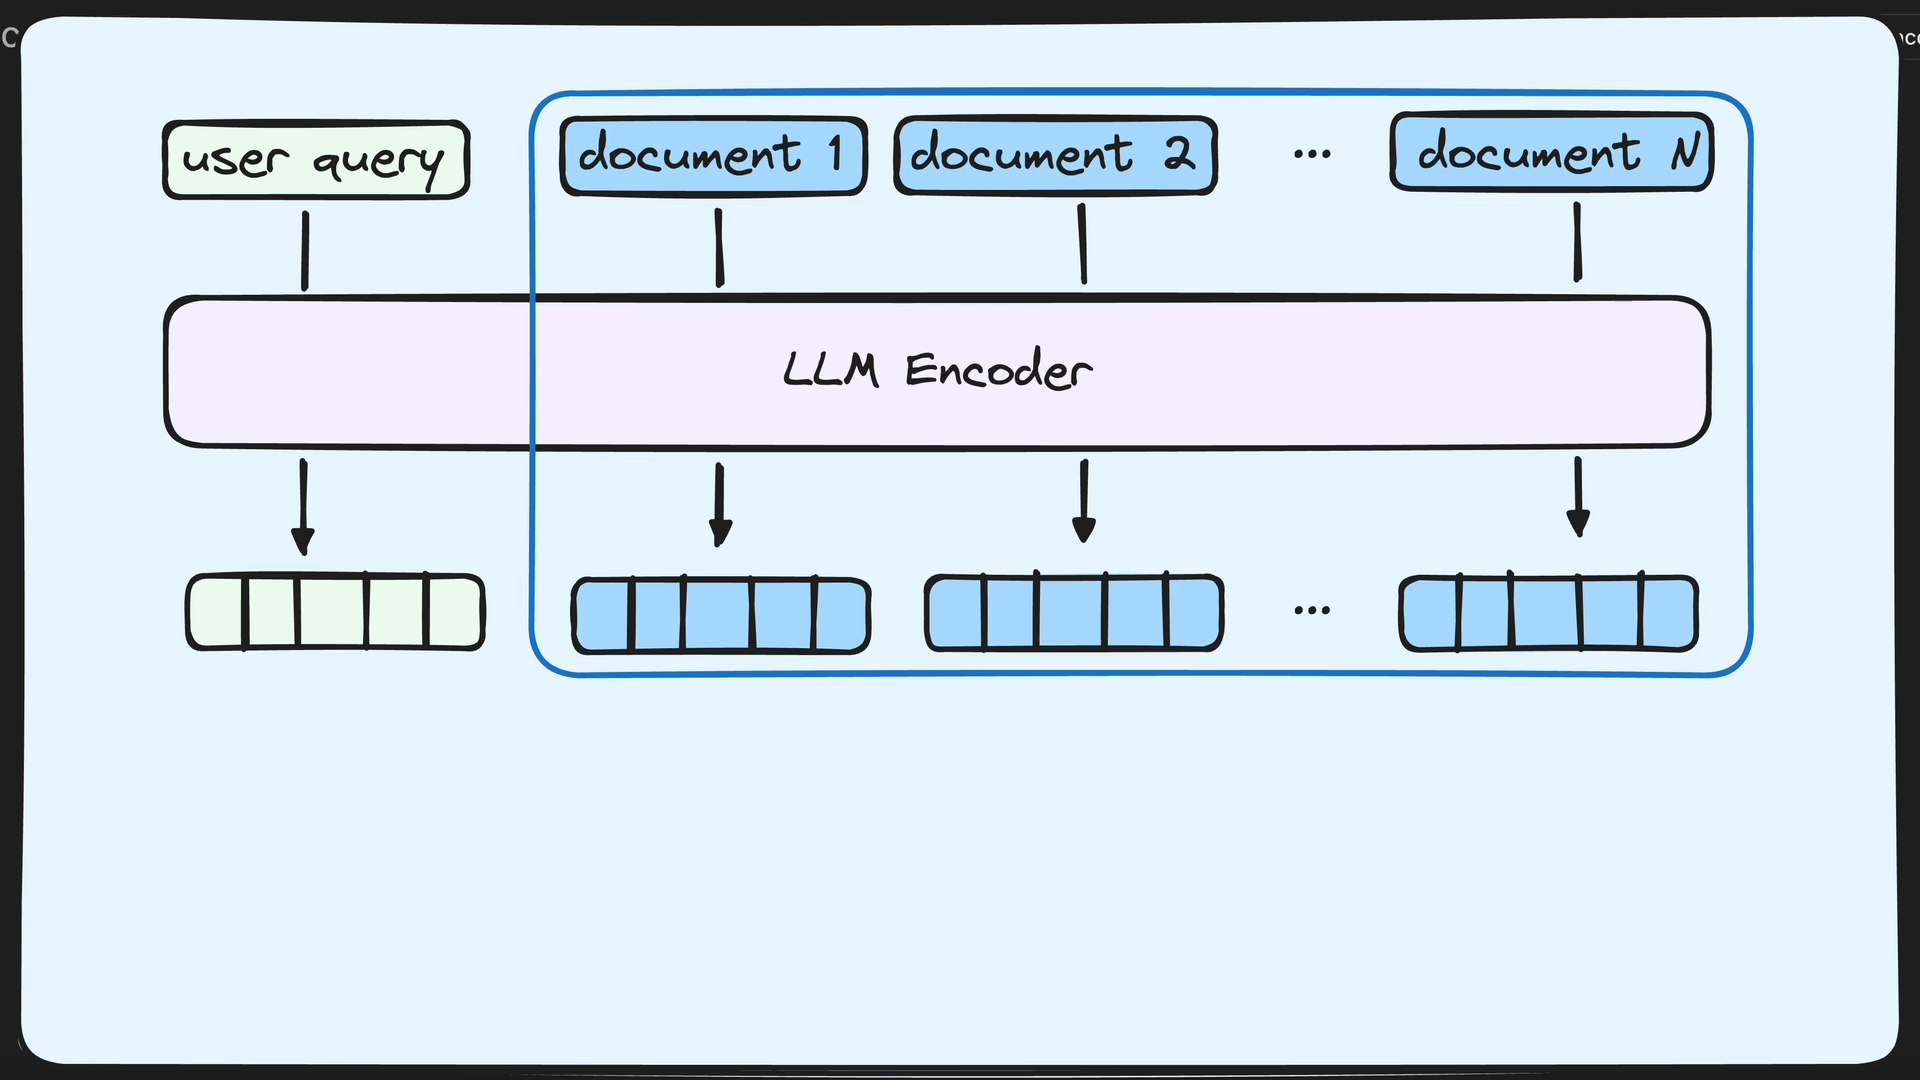 user query
document 1
document 2
...
document N
LLM Encoder
...